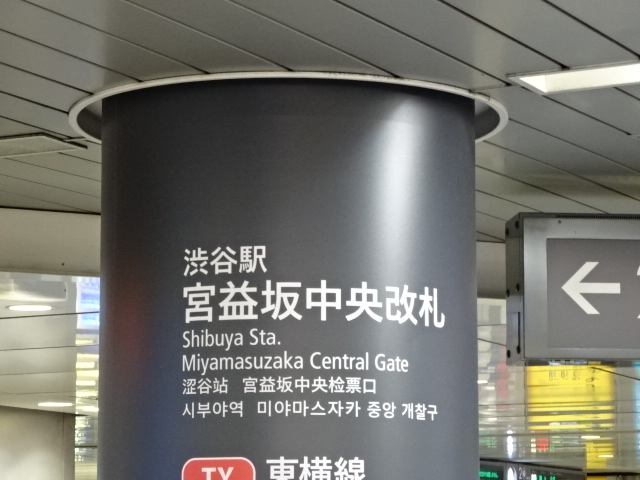 渋谷駅
宮益坂中央改札
Shibuya Sta.
Miyamasuzaka Central Gate
涩谷站 宮益坂中央检票口
시부야역 미야마스자카 중앙 개찰구
TY 東横線